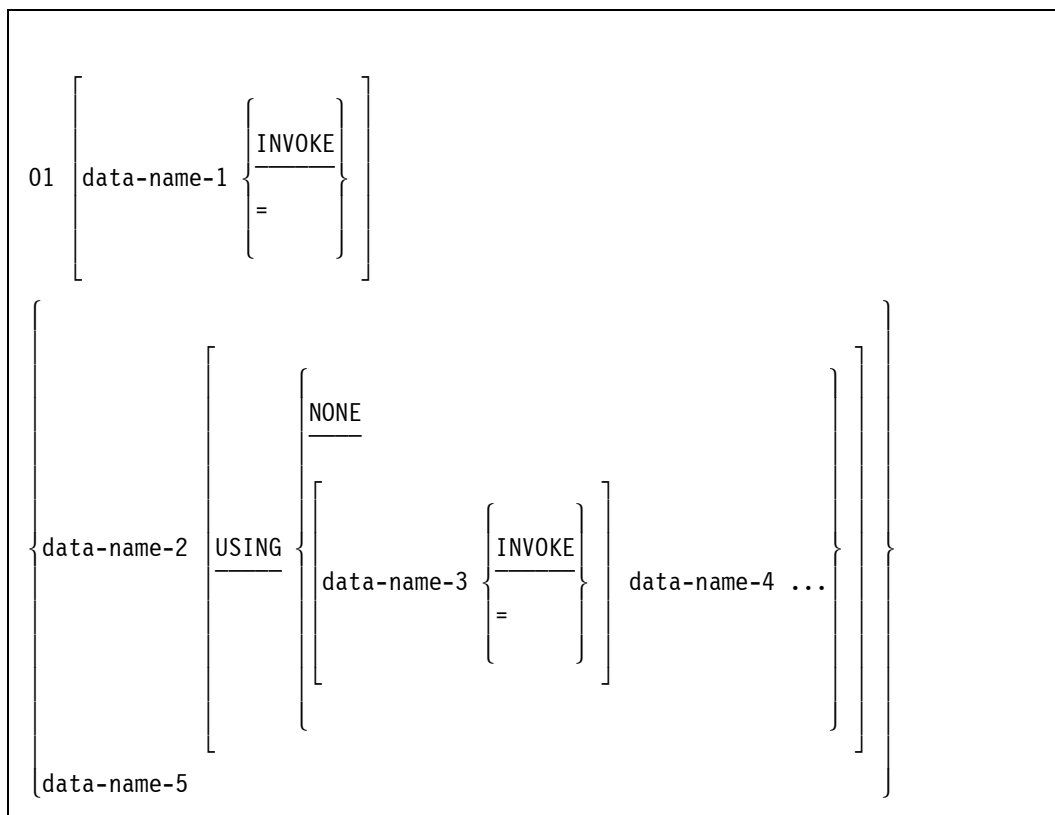 INVOKE
01 data-name-1
=
NONE
data-name-2 USING INVOKE
data-name-3 data-name-4 ...
=
data-name-5